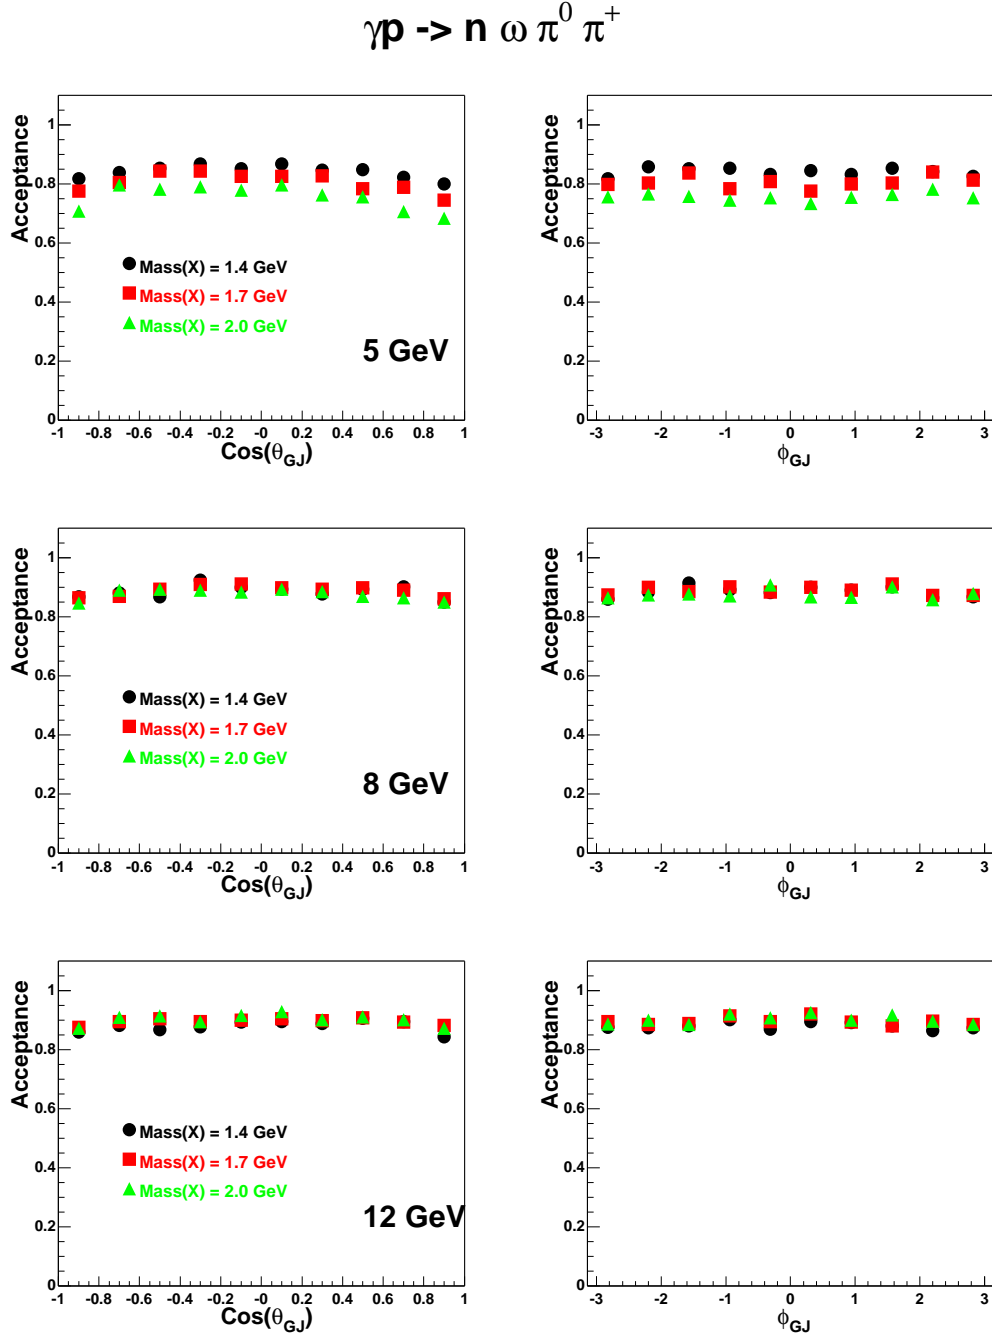 γp -> n ω π⁰ π⁺
Acceptance
1
0.8
0.6
0.4
0.2
0
Mass(X) = 1.4 GeV
Mass(X) = 1.7 GeV
Mass(X) = 2.0 GeV
5 GeV
-1 -0.8 -0.6 -0.4 -0.2 -0 0.2 0.4 0.6 0.8 1
Cos(θGJ)
Acceptance
1
0.8
0.6
0.4
0.2
0
-3 -2 -1 0 1 2 3
ϕGJ
Acceptance
1
0.8
0.6
0.4
0.2
0
Mass(X) = 1.4 GeV
Mass(X) = 1.7 GeV
Mass(X) = 2.0 GeV
8 GeV
-1 -0.8 -0.6 -0.4 -0.2 -0 0.2 0.4 0.6 0.8 1
Cos(θGJ)
Acceptance
1
0.8
0.6
0.4
0.2
0
-3 -2 -1 0 1 2 3
ϕGJ
Acceptance
1
0.8
0.6
0.4
0.2
0
Mass(X) = 1.4 GeV
Mass(X) = 1.7 GeV
Mass(X) = 2.0 GeV
12 GeV
-1 -0.8 -0.6 -0.4 -0.2 -0 0.2 0.4 0.6 0.8 1
Cos(θGJ)
Acceptance
1
0.8
0.6
0.4
0.2
0
-3 -2 -1 0 1 2 3
ϕGJ